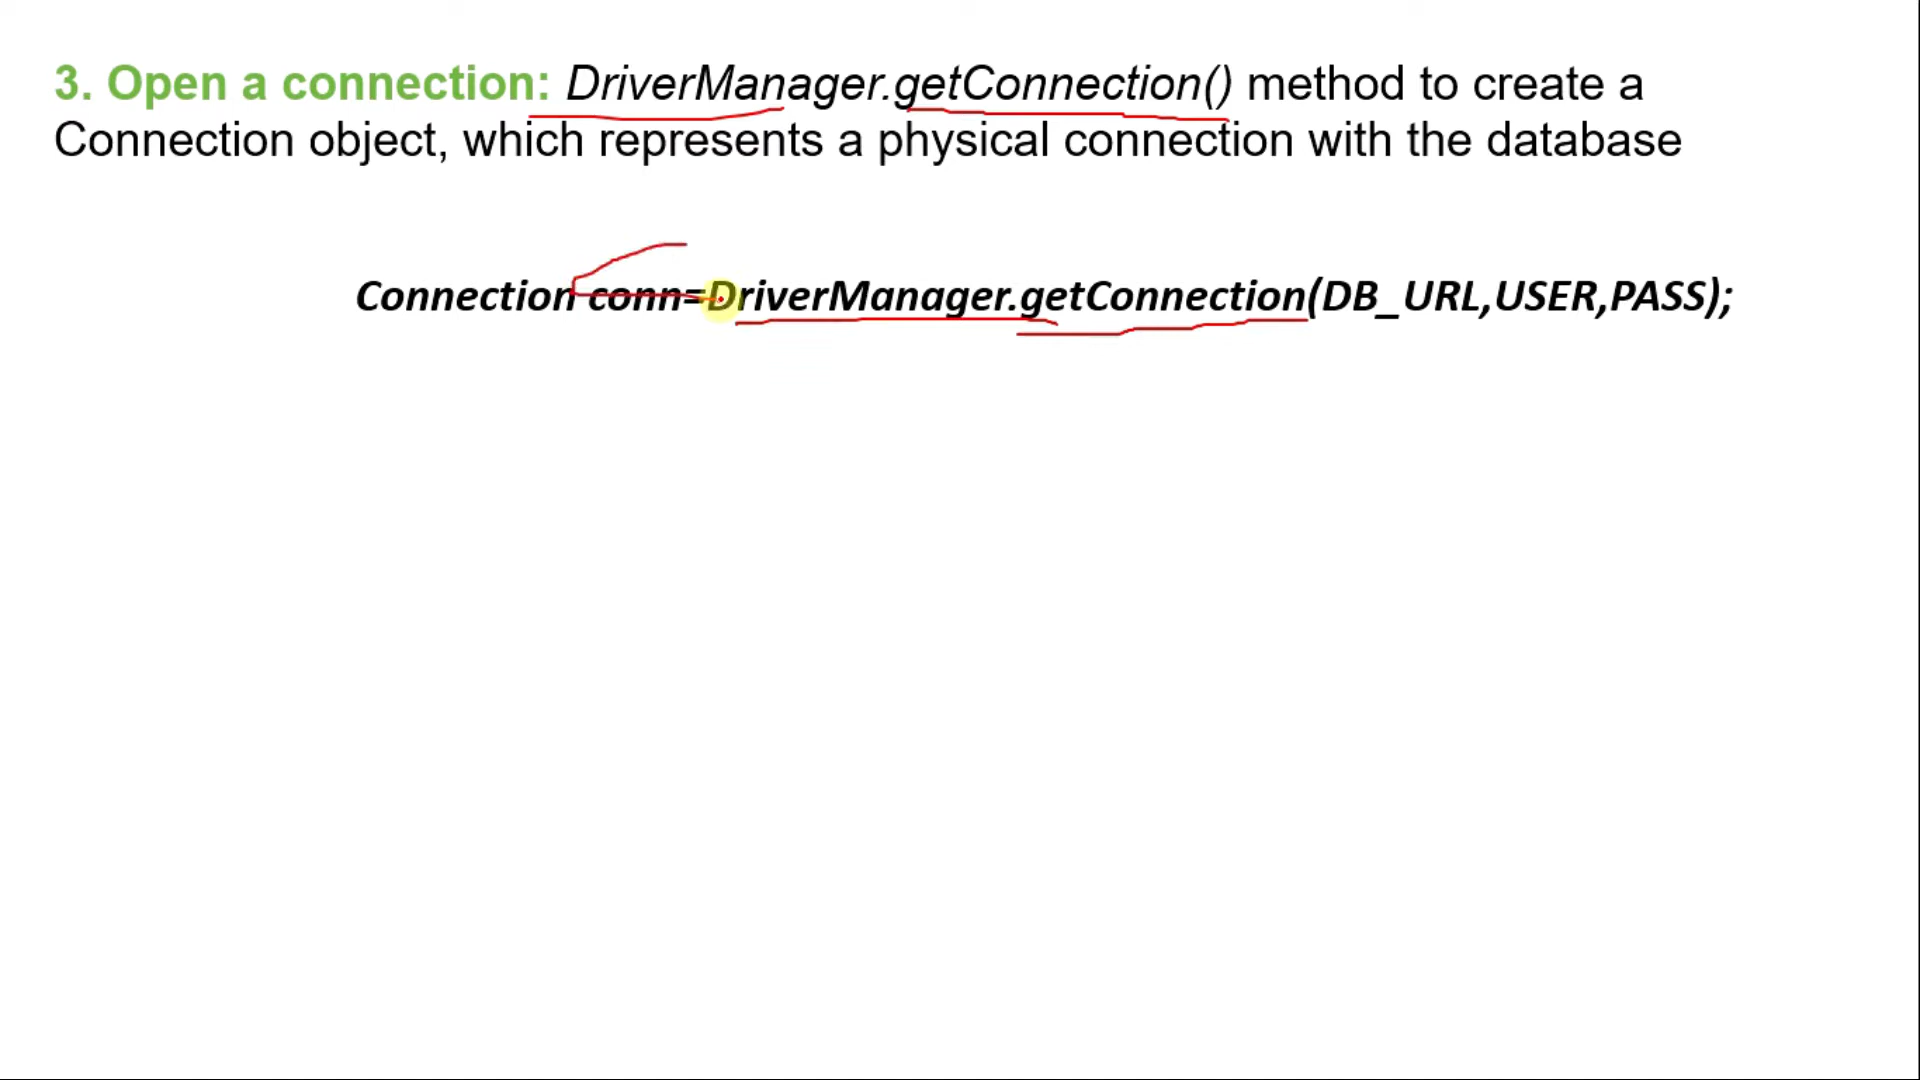 3. Open a connection: DriverManager.getConnection() method to create a
Connection object, which represents a physical connection with the database
Connection conn=DriverManager.getConnection(DB_URL,USER,PASS);